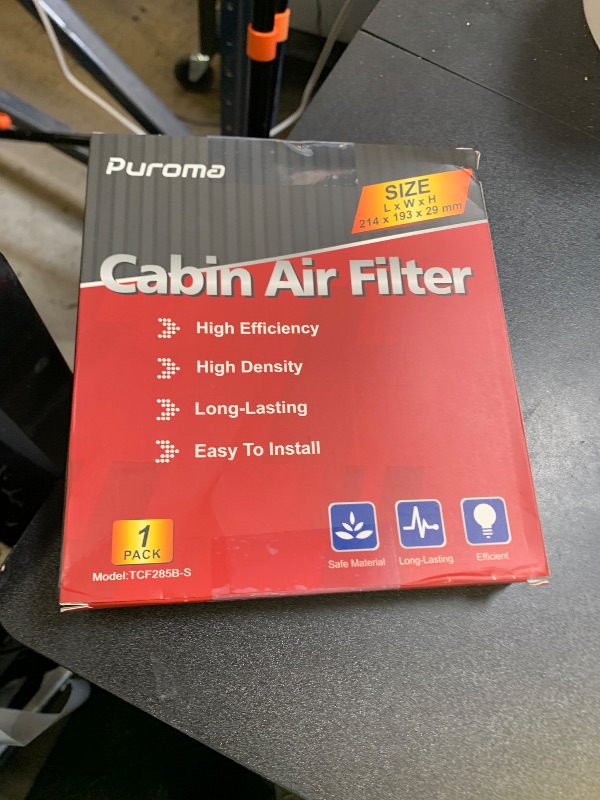 Puroma
SIZE
L x W x H
214 x 193 x 29 mm
Cabin Air Filter
High Efficiency
High Density
Long-Lasting
Easy To Install
1
PACK
Model:TCF285B-S
Safe Material
Long-Lasting
Efficient